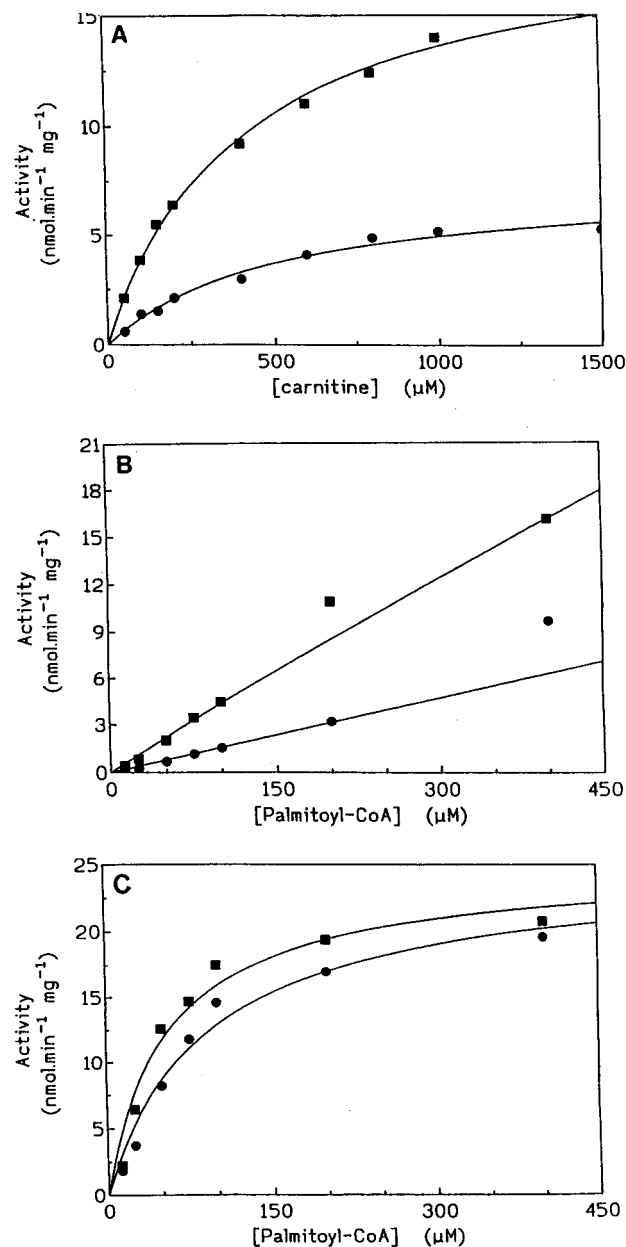 A
15
10
5
0
Activity
(nmol.min⁻¹ mg⁻¹)
0 500 1000 1500
[carnitine] (μM)
B
21
18
15
12
9
6
3
0
Activity
(nmol.min⁻¹ mg⁻¹)
0 150 300 450
[Palmitoyl-CoA] (μM)
C
25
20
15
10
5
0
Activity
(nmol.min⁻¹ mg⁻¹)
0 150 300 450
[Palmitoyl-CoA] (μM)